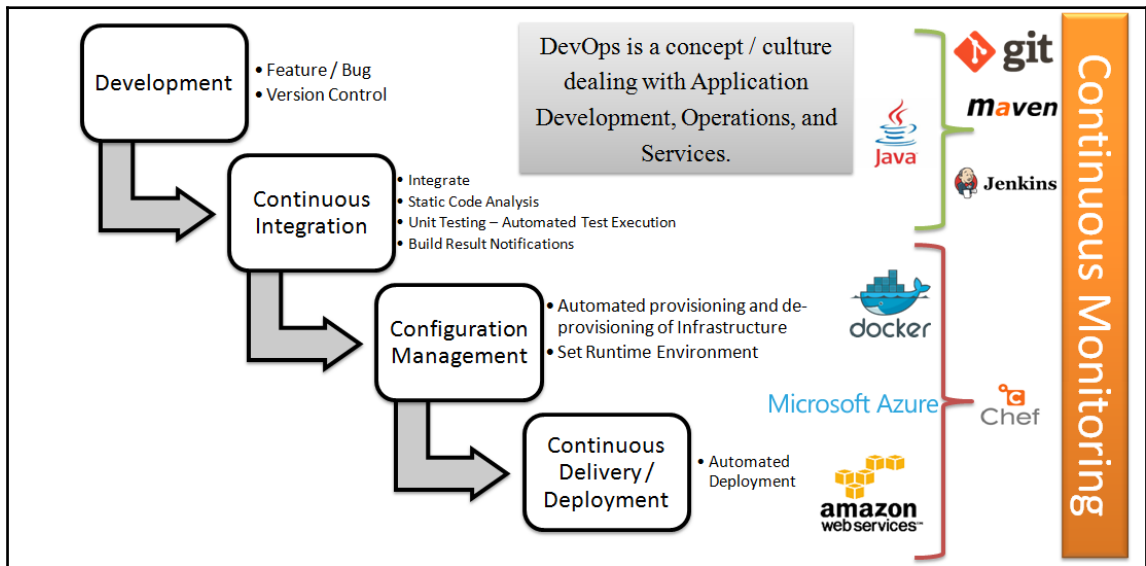 DevOps is a concept / culture
dealing with Application
Development, Operations, and
Services.
Development
• Feature / Bug
• Version Control
Continuous
Integration
• Integrate
• Static Code Analysis
• Unit Testing – Automated Test Execution
• Build Result Notifications
Configuration
Management
• Automated provisioning and de-
provisioning of Infrastructure
• Set Runtime Environment
Continuous
Delivery /
Deployment
• Automated
Deployment
Java
git
maven
Jenkins
docker
Microsoft Azure
Chef
amazon
web services™
Continuous Monitoring